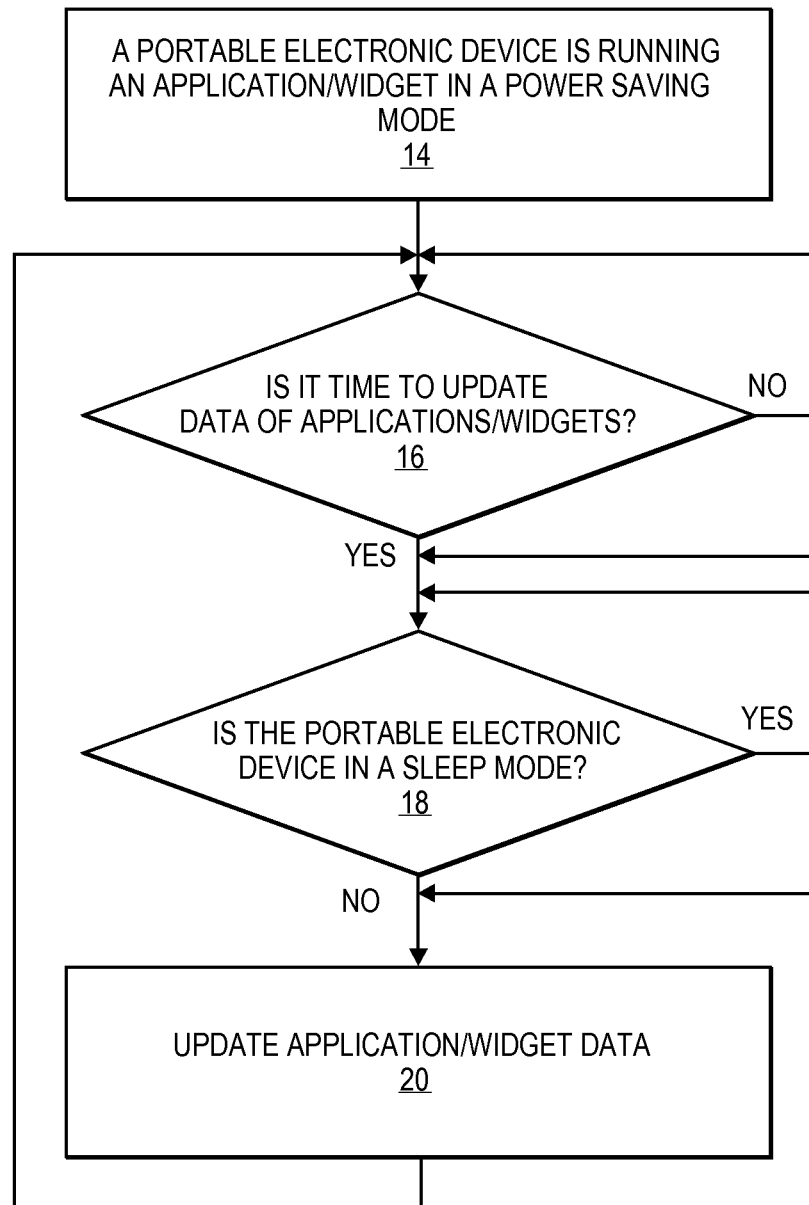 A PORTABLE ELECTRONIC DEVICE IS RUNNING
AN APPLICATION/WIDGET IN A POWER SAVING
MODE
14
IS IT TIME TO UPDATE
DATA OF APPLICATIONS/WIDGETS?
16
NO
YES
IS THE PORTABLE ELECTRONIC
DEVICE IN A SLEEP MODE?
18
YES
NO
UPDATE APPLICATION/WIDGET DATA
20